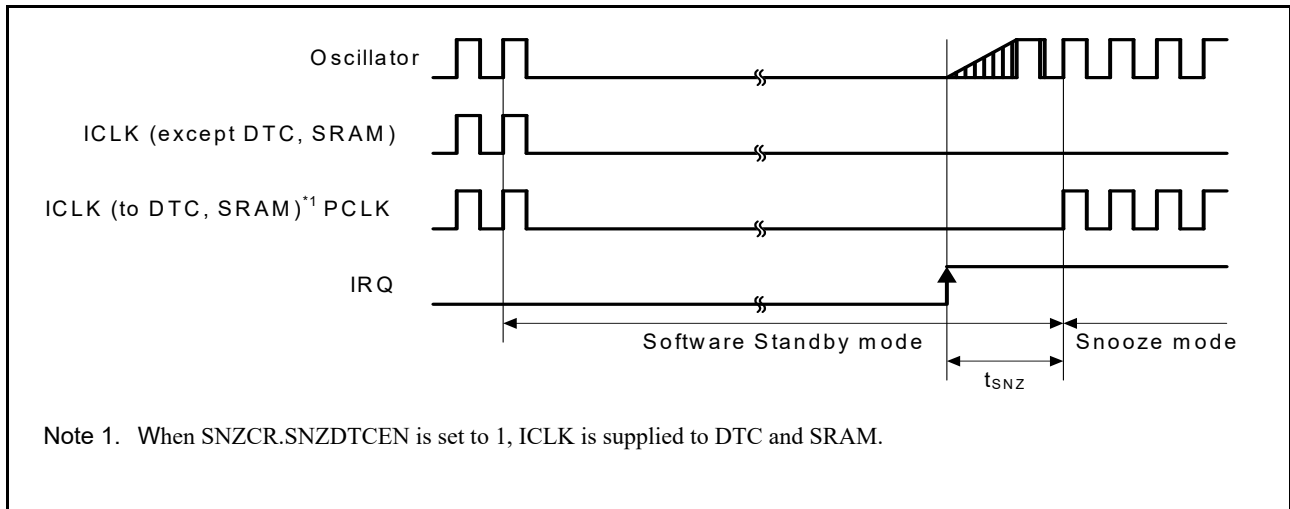 Oscillator
ICLK (except DTC, SRAM)
ICLK (to DTC, SRAM)*1 PCLK
IRQ
Software Standby mode
Snooze mode
tSNZ
Note 1. When SNZCR.SNZDTCEN is set to 1, ICLK is supplied to DTC and SRAM.